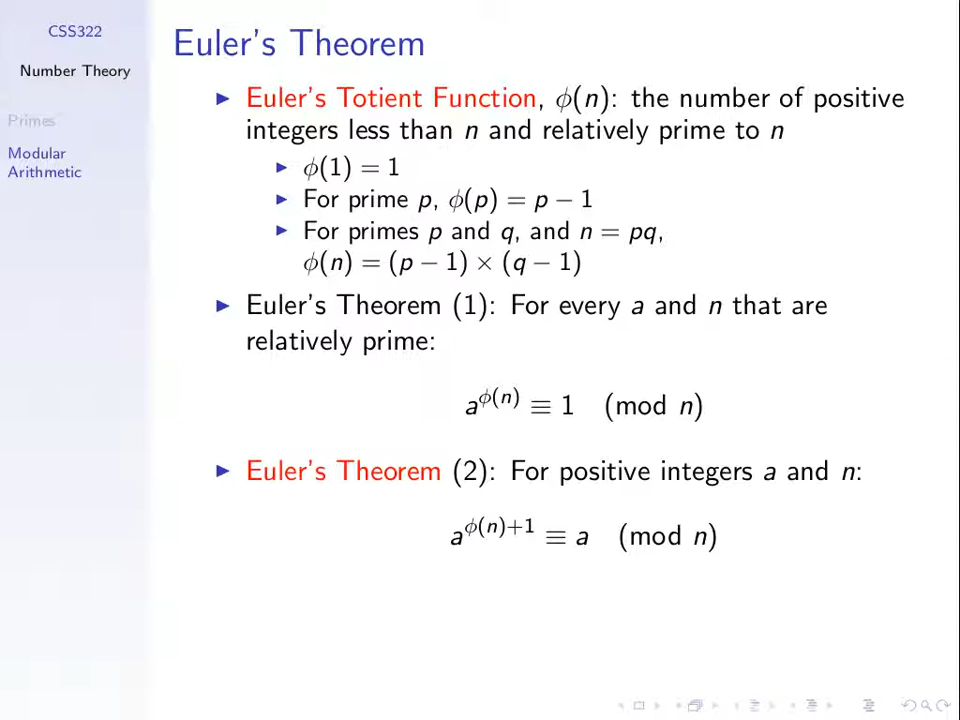 CSS322
Number Theory
Primes
Modular
Arithmetic
Euler's Theorem
Euler's Totient Function, ϕ(n): the number of positive
integers less than n and relatively prime to n
ϕ(1) = 1
For prime p, ϕ(p) = p − 1
For primes p and q, and n = pq,
ϕ(n) = (p − 1) × (q − 1)
Euler's Theorem (1): For every a and n that are
relatively prime:
a^ϕ(n) ≡ 1 (mod n)
Euler's Theorem (2): For positive integers a and n:
a^ϕ(n)+1 ≡ a (mod n)